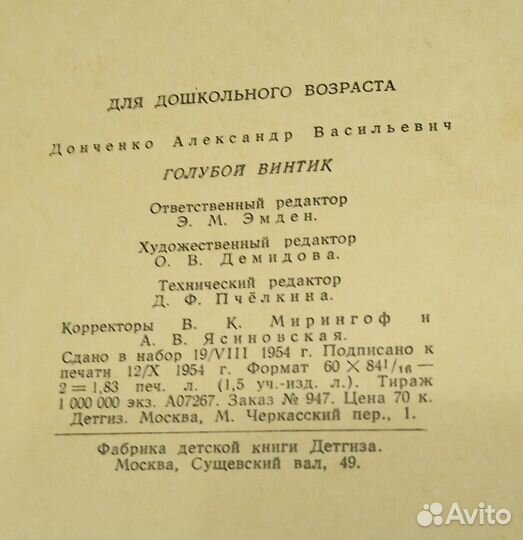 ДЛЯ ДОШКОЛЬНОГО ВОЗРАСТА
Донченко Александр Васильевич
ГОЛУБОЙ ВИНТИК
Ответственный редактор
Э. М. Эмден.
Художественный редактор
О. В. Демидова.
Технический редактор
Д. Ф. Пчёлкина.
Корректоры В. К. Мирингоф и
А. В. Ясиновская.
Сдано в набор 19/VIII 1954 г. Подписано к
печати 12/X 1954 г. Формат 60 × 84¹/₁₆ —
2 = 1,83 печ. л. (1,5 уч.-изд. л.). Тираж
1 000 000 экз. А07267. Заказ № 947. Цена 70 к.
Детгиз. Москва, М. Черкасский пер., 1.
Фабрика детской книги Детгиза.
Москва, Сущевский вал, 49.
Avito